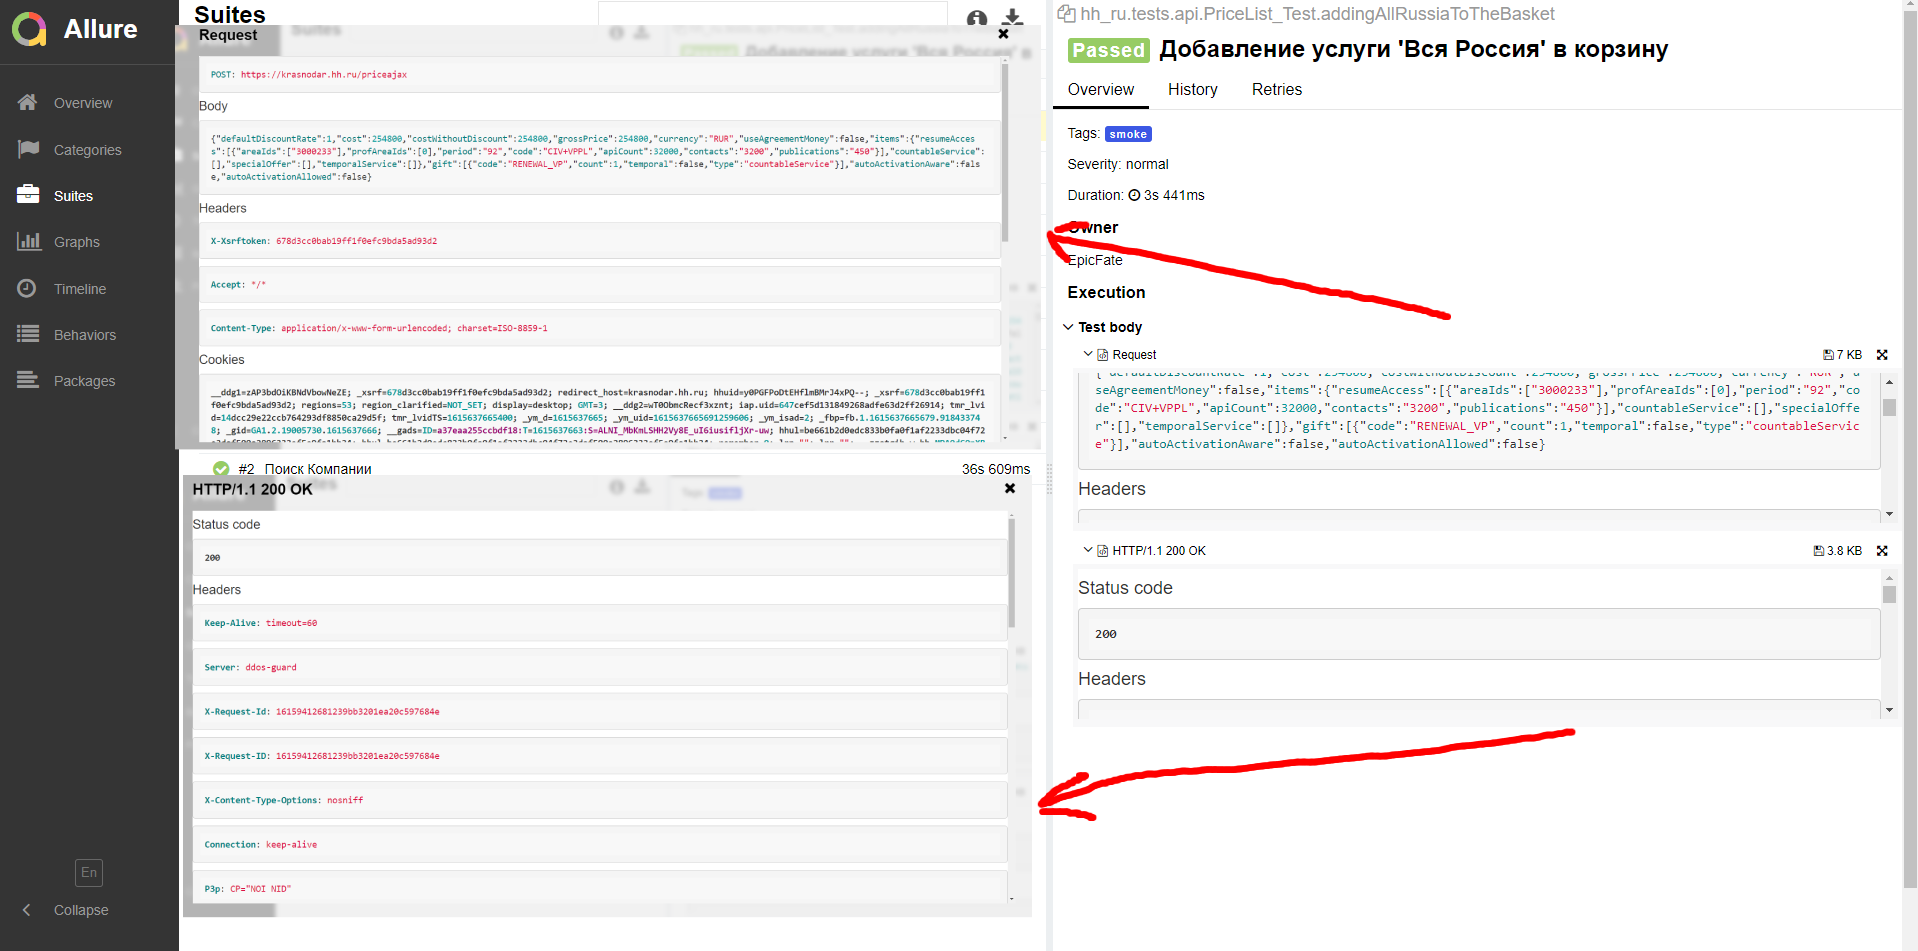 Allure
Overview
Categories
Suites
Graphs
Timeline
Behaviors
Packages
En
Collapse
Suites
Request
POST: https://krasnodar.hh.ru/priceajax
Body
{"defaultDiscountRate":1,"cost":254800,"costWithoutDiscount":254800,"grossPrice":254800,"currency":"RUR","useAgreementMoney":false,"items":{"resumeAcces
s":[{"areaIds":["3000233"],"profAreaIds":[0],"period":"92","code":"CIV+VPPL","apiCount":32000,"contacts":"3200","publications":"450"}],"countableService":
[],"specialOffer":[],"temporalService":[]},"gift":[{"code":"RENEWAL_VP","count":1,"temporal":false,"type":"countableService"}],"autoActivationAware":fals
e,"autoActivationAllowed":false}
Headers
X-Xsrftoken: 678d3cc0bab19ff1f0efc9bda5ad93d2
Accept: */*
Content-Type: application/x-www-form-urlencoded; charset=ISO-8859-1
Cookies
__ddg1=zAP3bdOiKBNdVbowNeZE; _xsrf=678d3cc0bab19ff1f0efc9bda5ad93d2; redirect_host=krasnodar.hh.ru; hhuid=y0PGFPoDtEHflmBMrJ4xPQ--; _xsrf=678d3cc0bab19ff1
f0efc9bda5ad93d2; regions=53; region_clarified=NOT_SET; display=desktop; GMT=3; __ddg2=wT0ObmcRecf3xznt; iap.uid=647cef5d131849268adfe63d2ff26914; tmr_lvi
d=14dcc29e22ccb764293df8850ca29d5f; tmr_lvidTS=1615637665400; _ym_d=1615637665; _ym_uid=1615637665691259606; _ym_isad=2; _fbp=fb.1.1615637665679.91843374
8; _gid=GA1.2.19005730.1615637666; __gads=ID=a37eaa255ccbdf18:T=1615637663:S=ALNI_MbKmLSHH2Vy8E_uI6iusifljXr-uw; hhul=be661b2d0edc833b0fa0f1af2233dbc04f72
#2 Поиск Компании 36s 609ms
HTTP/1.1 200 OK
Status code
200
Headers
Keep-Alive: timeout=60
Server: ddos-guard
X-Request-Id: 16159412681239bb3201ea20c597684e
X-Request-ID: 16159412681239bb3201ea20c597684e
X-Content-Type-Options: nosniff
Connection: keep-alive
P3p: CP="NOI NID"
hh_ru.tests.api.PriceList_Test.addingAllRussiaToTheBasket
Passed Добавление услуги 'Вся Россия' в корзину
Overview History Retries
Tags: smoke
Severity: normal
Duration: 3s 441ms
Owner
EpicFate
Execution
Test body
Request 7 KB
seAgreementMoney":false,"items":{"resumeAccess":[{"areaIds":["3000233"],"profAreaIds":[0],"period":"92","co
de":"CIV+VPPL","apiCount":32000,"contacts":"3200","publications":"450"}],"countableService":[],"specialOffe
r":[],"temporalService":[]},"gift":[{"code":"RENEWAL_VP","count":1,"temporal":false,"type":"countableServic
e"}],"autoActivationAware":false,"autoActivationAllowed":false}
Headers
HTTP/1.1 200 OK 3.8 KB
Status code
200
Headers